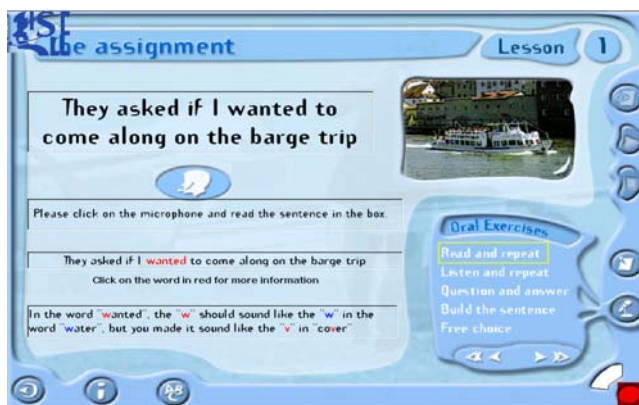 ISLE
The assignment
Lesson 1
They asked if I wanted to
come along on the barge trip
Please click on the microphone and read the sentence in the box.
They asked if I wanted to come along on the barge trip
Click on the word in red for more information
In the word "wanted", the "w" should sound like the "w" in the
word "water", but you made it sound like the "v" in "cover"
Oral Exercises
Read and repeat
Listen and repeat
Question and answer
Build the sentence
Free choice